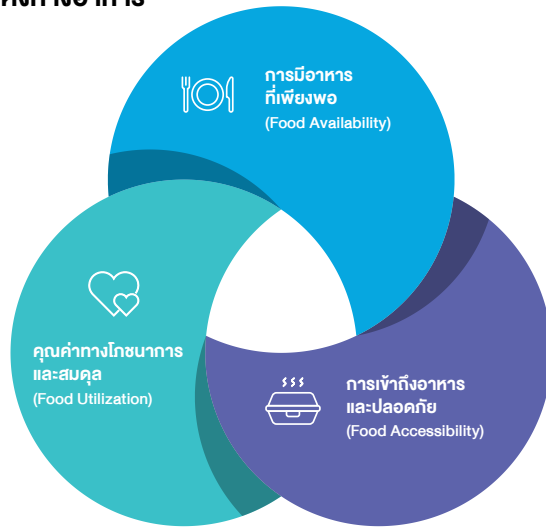 การมีอาหาร
ที่เพียงพอ
(Food Availability)
คุณค่าทางโภชนาการ
และสมดุล
(Food Utilization)
การเข้าถึงอาหาร
และปลอดภัย
(Food Accessibility)